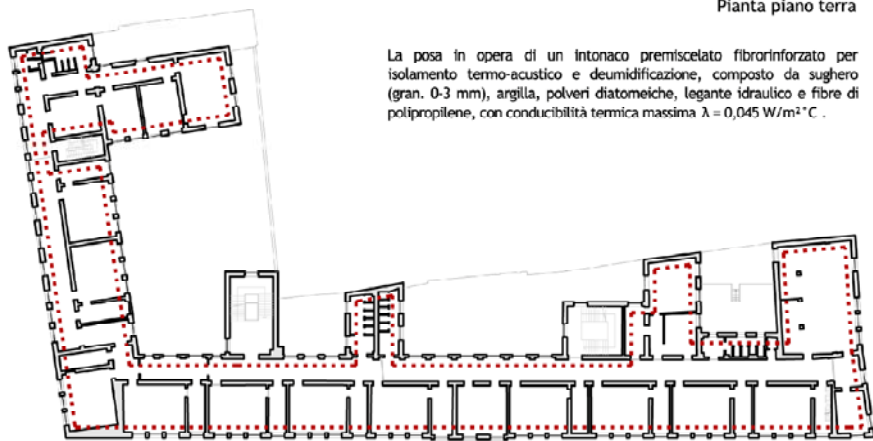 Pianta piano terra
La posa in opera di un intonaco premiscelato fibrorinforzato per
isolamento termo-acustico e deumidificazione, composto da sughero
(gran. 0-3 mm), argilla, polveri diatomeiche, legante idraulico e fibre di
polipropilene, con conducibilità termica massima λ = 0,045 W/m²°C .